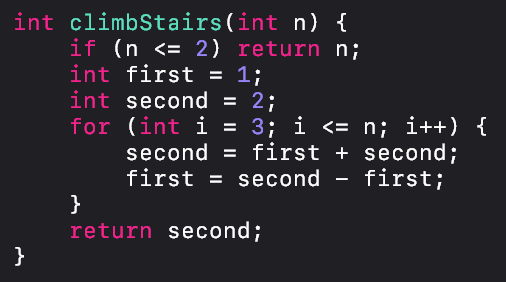 int climbStairs(int n) {
    if (n <= 2) return n;
    int first = 1;
    int second = 2;
    for (int i = 3; i <= n; i++) {
        second = first + second;
        first = second - first;
    }
    return second;
}